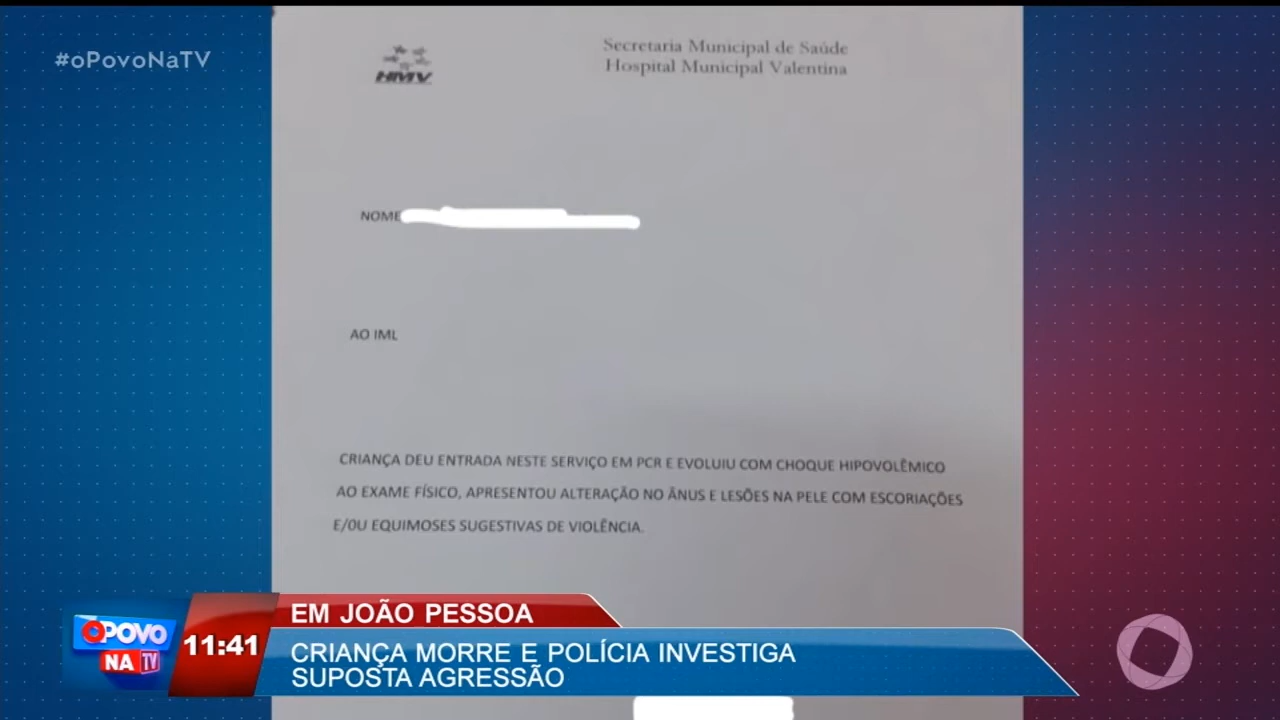 #oPovoNaTV
HMV
Secretaria Municipal de Saúde
Hospital Municipal Valentina
NOME
AO IML
CRIANÇA DEU ENTRADA NESTE SERVIÇO EM PCR E EVOLUIU COM CHOQUE HIPOVOLÊMICO
AO EXAME FÍSICO, APRESENTOU ALTERAÇÃO NO ÂNUS E LESÕES NA PELE COM ESCORIAÇÕES
E/OU EQUIMOSES SUGESTIVAS DE VIOLÊNCIA.
O POVO
NA TV
11:41
EM JOÃO PESSOA
CRIANÇA MORRE E POLÍCIA INVESTIGA
SUPOSTA AGRESSÃO